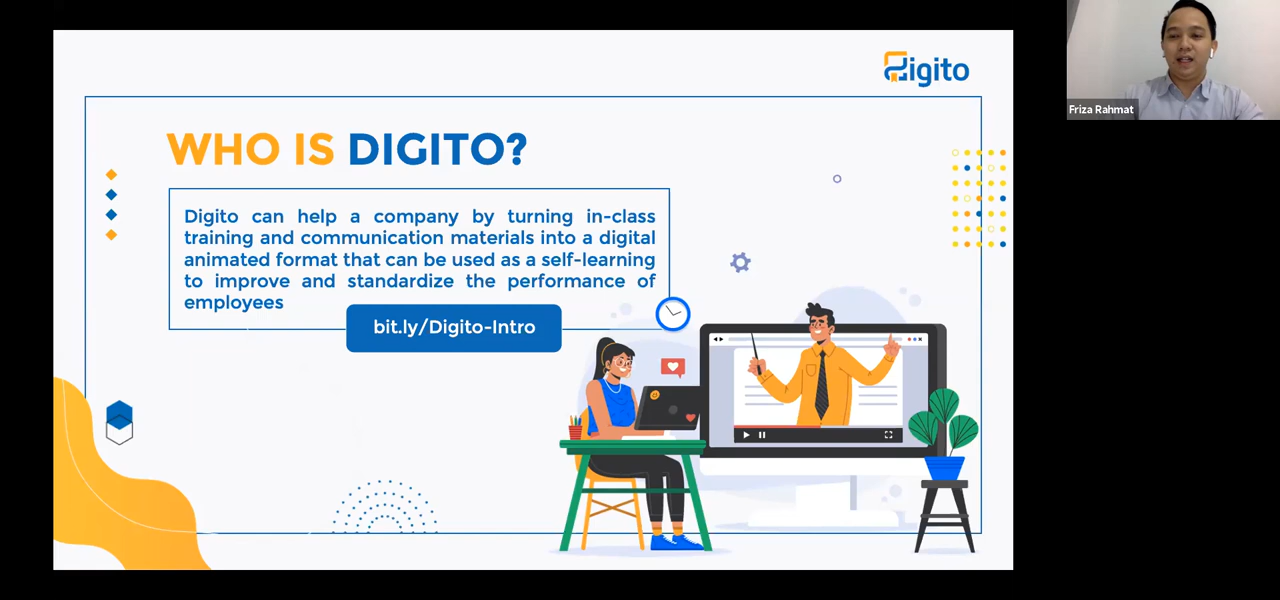 Digito
WHO IS DIGITO?
Digito can help a company by turning in-class
training and communication materials into a digital
animated format that can be used as a self-learning
to improve and standardize the performance of
employees
bit.ly/Digito-Intro
Friza Rahmat